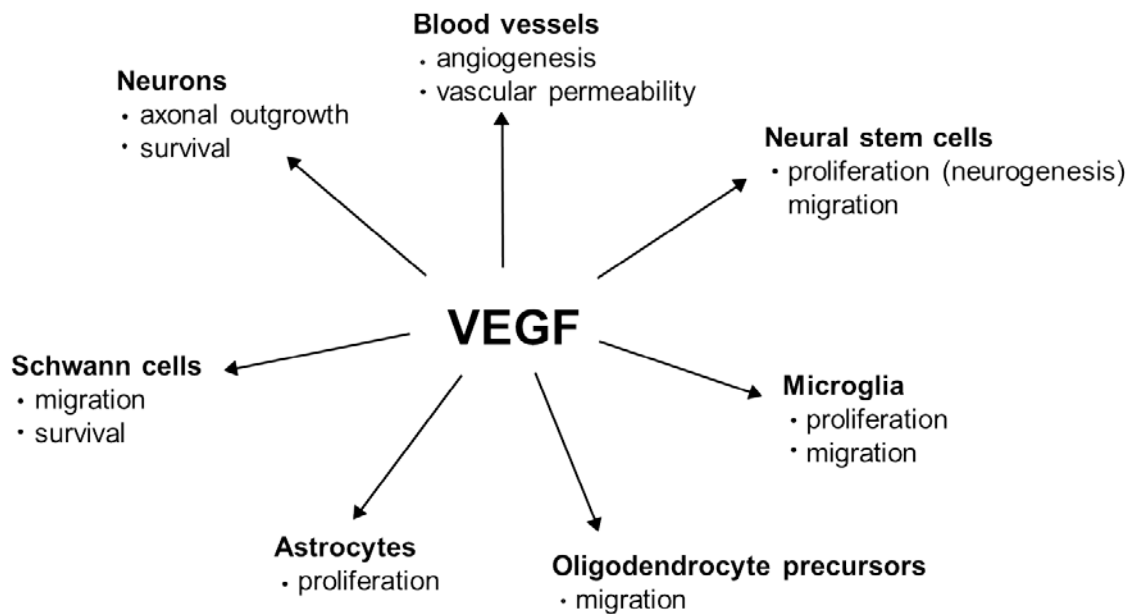 Blood vessels
· angiogenesis
· vascular permeability
Neurons
· axonal outgrowth
· survival
Neural stem cells
· proliferation (neurogenesis)
migration
VEGF
Schwann cells
· migration
· survival
Microglia
· proliferation
· migration
Astrocytes
· proliferation
Oligodendrocyte precursors
· migration